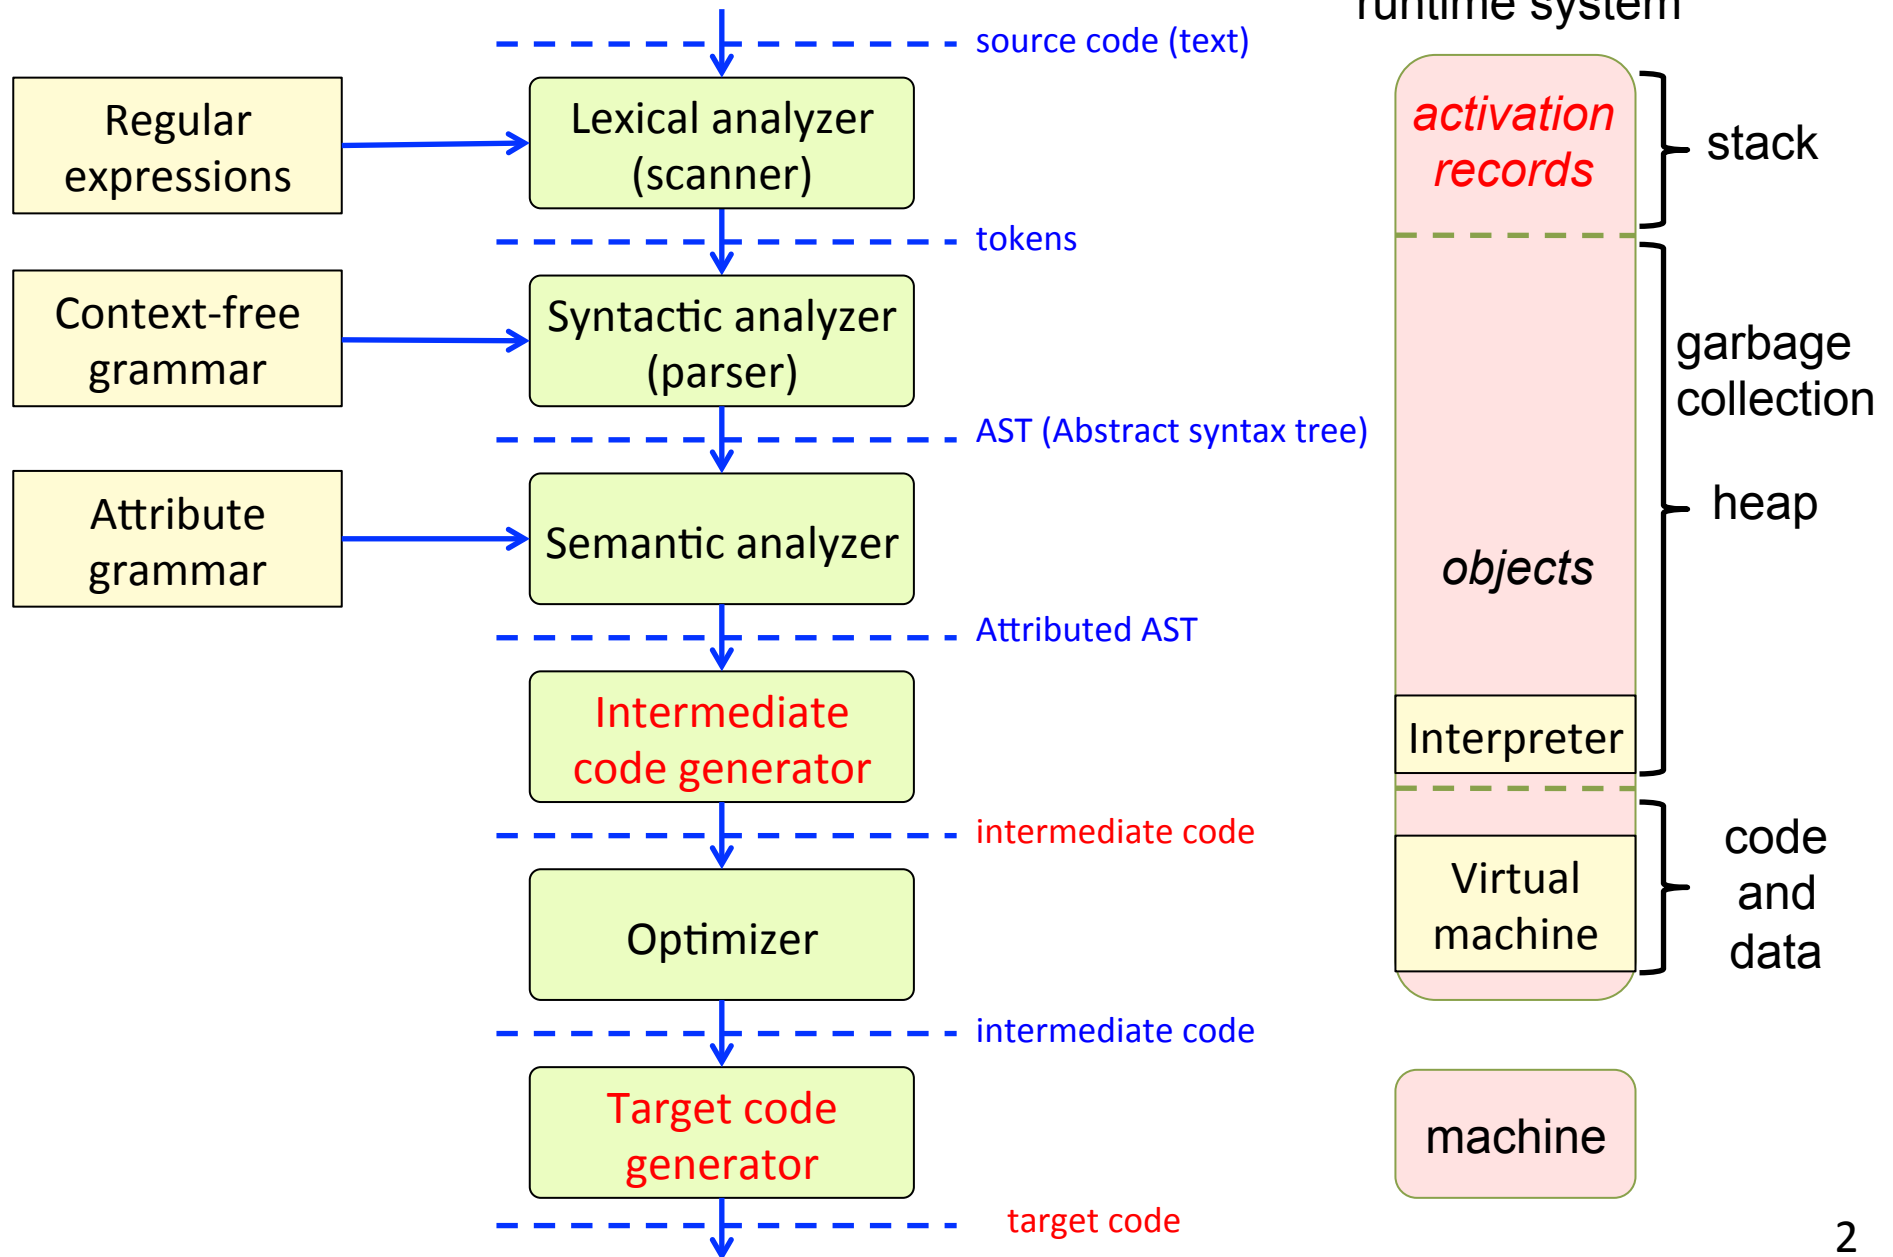 runtime system
source code (text)
Regular
expressions
Lexical analyzer
(scanner)
activation
records
stack
tokens
Context-free
grammar
Syntactic analyzer
(parser)
garbage
collection
AST (Abstract syntax tree)
Attribute
grammar
Semantic analyzer
heap
objects
Attributed AST
Intermediate
code generator
Interpreter
intermediate code
code
and
data
Virtual
machine
Optimizer
intermediate code
Target code
generator
machine
target code
2